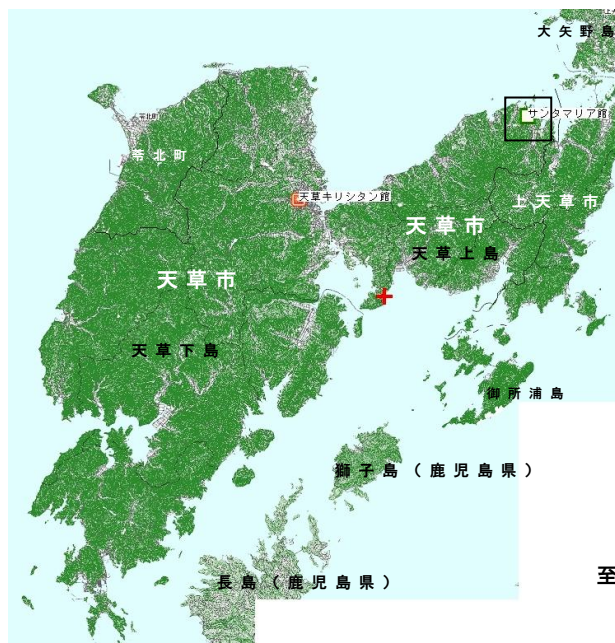 大矢野島
サンタマリア館
苓北町
苓北町
天草キリシタン館
上天草市
天草市
天草上島
天草市
天草下島
御所浦島
獅子島（鹿児島県）
長島（鹿児島県）
至